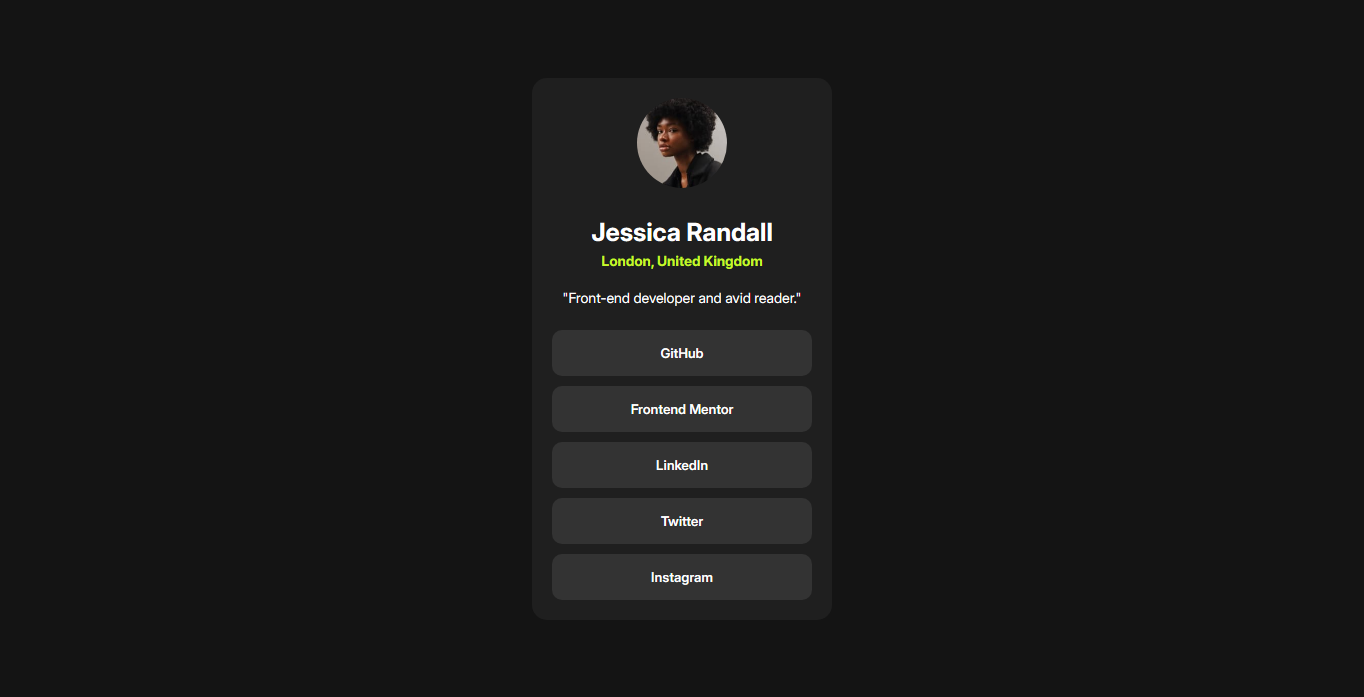 Jessica Randall
London, United Kingdom
"Front-end developer and avid reader."
GitHub
Frontend Mentor
LinkedIn
Twitter
Instagram